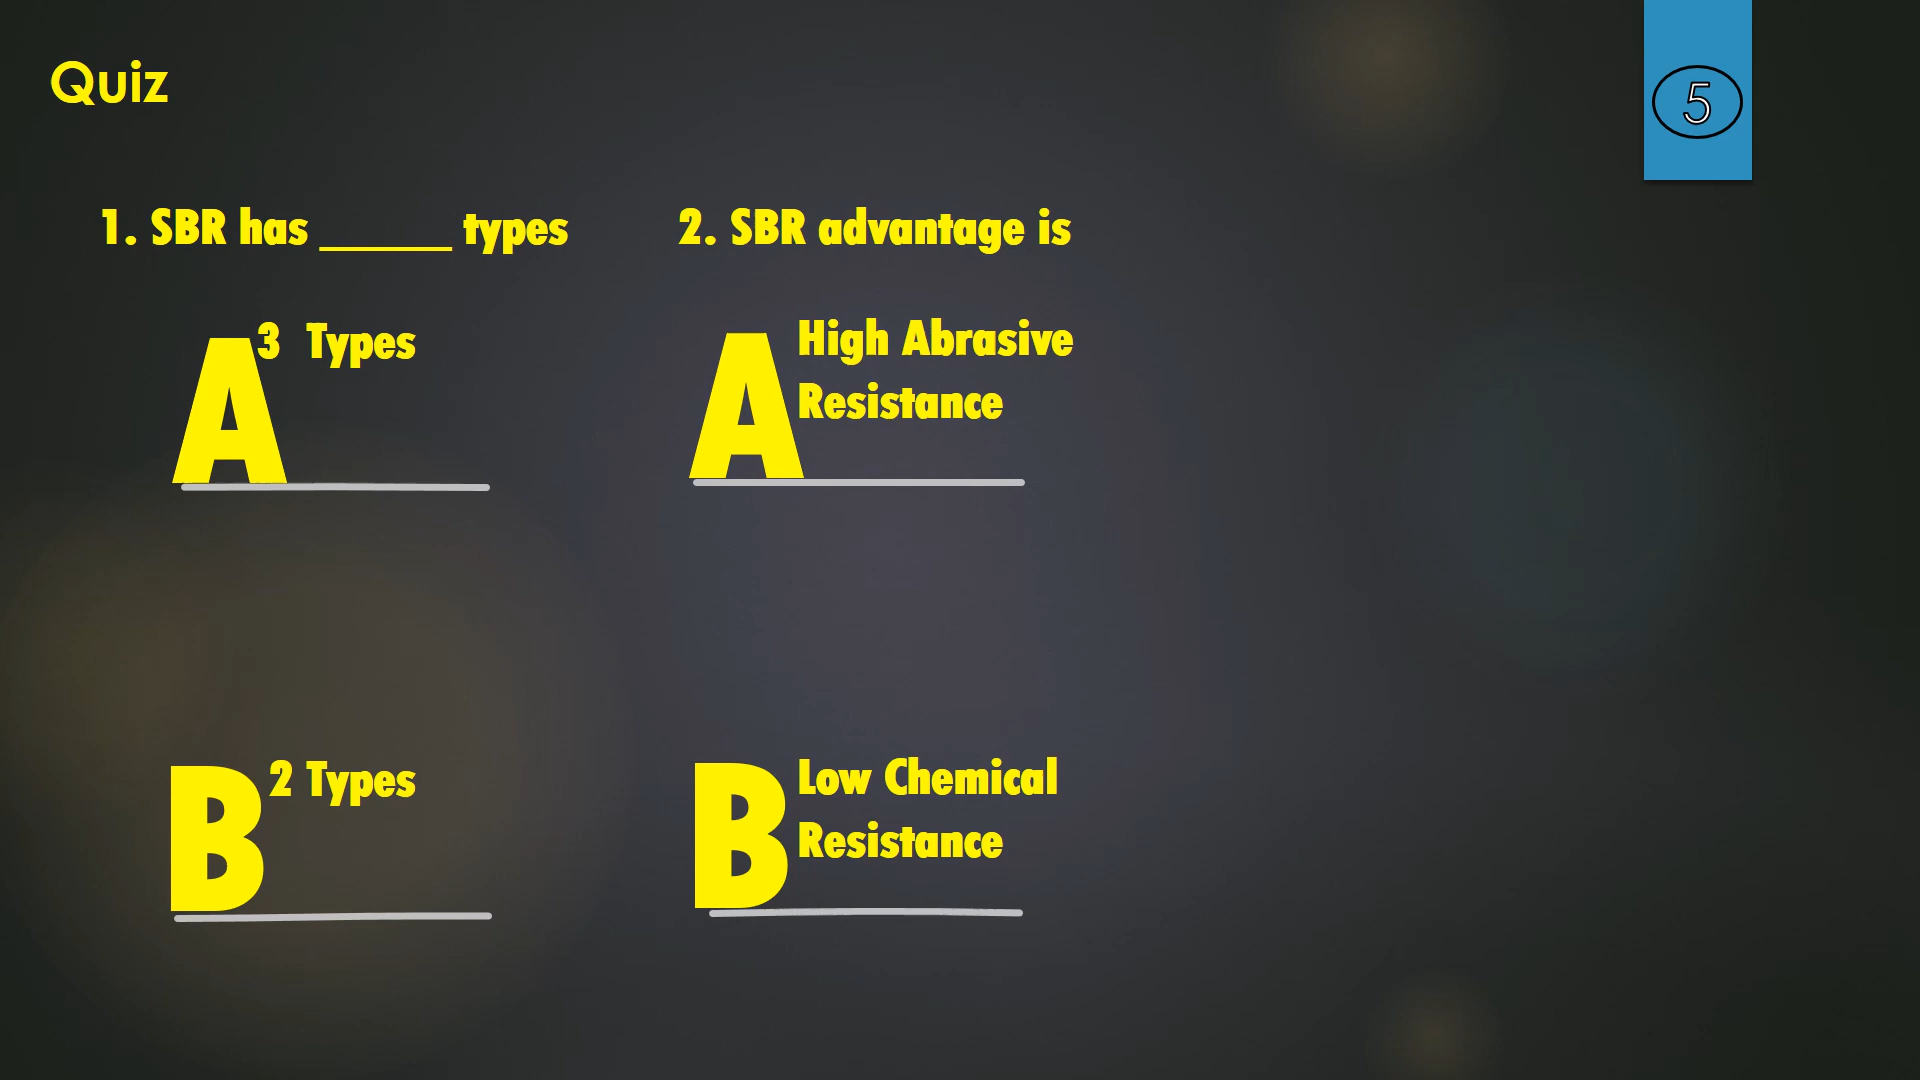 Quiz
5
1. SBR has ______ types
A
3 Types
B
2 Types
2. SBR advantage is
A
High Abrasive
Resistance
B
Low Chemical
Resistance